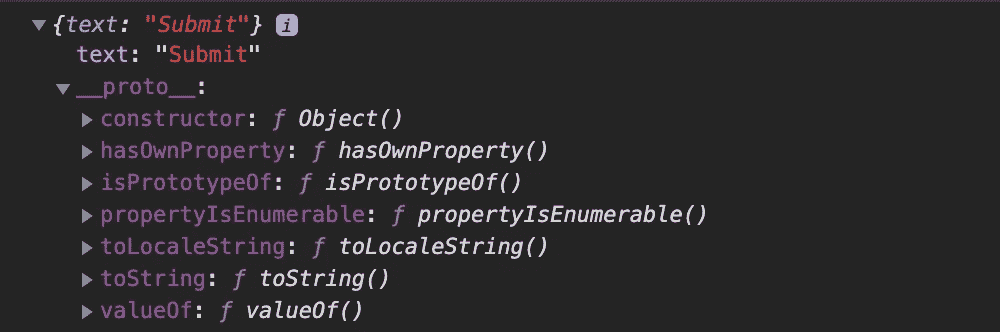 {text: "Submit"} i
text: "Submit"
__proto__:
constructor: ƒ Object()
hasOwnProperty: ƒ hasOwnProperty()
isPrototypeOf: ƒ isPrototypeOf()
propertyIsEnumerable: ƒ propertyIsEnumerable()
toLocaleString: ƒ toLocaleString()
toString: ƒ toString()
valueOf: ƒ valueOf()